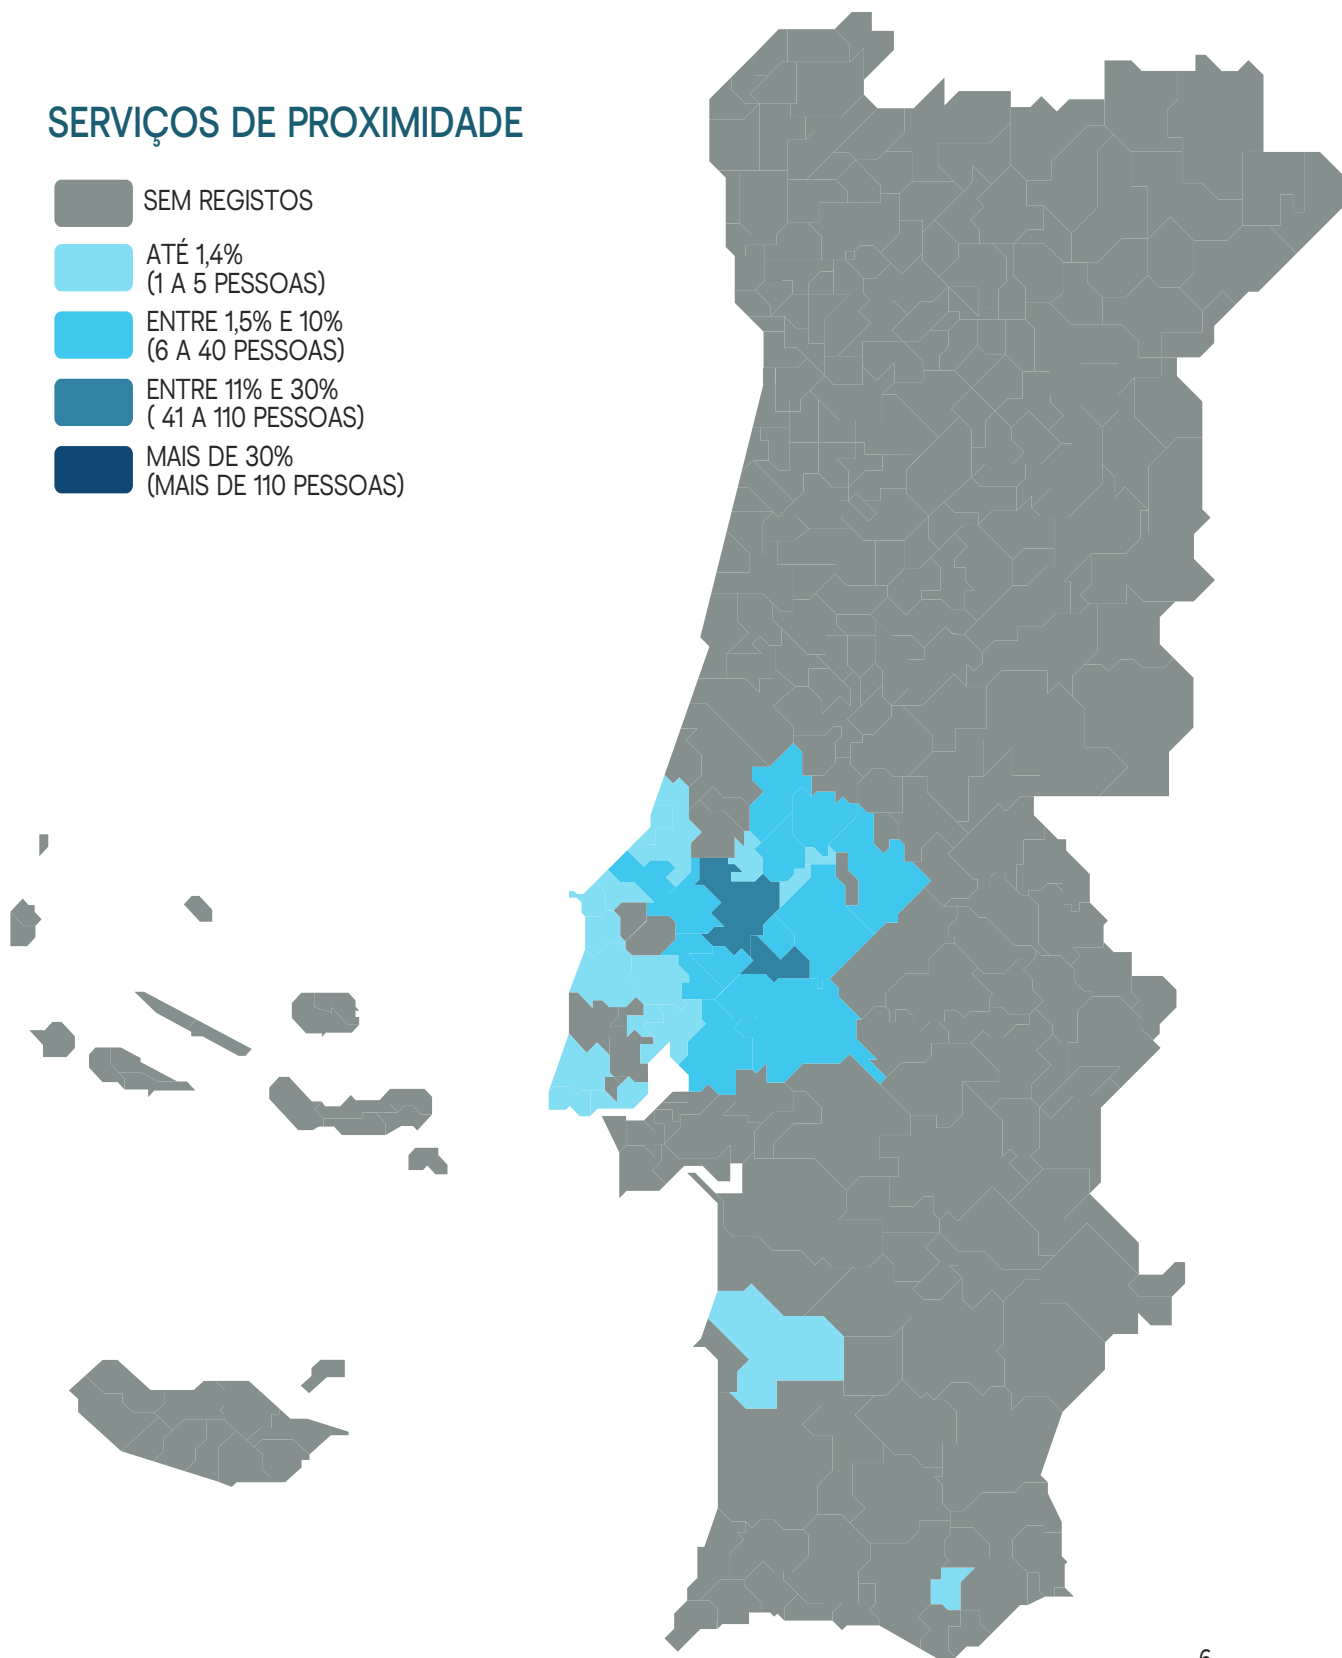 SERVIÇOS DE PROXIMIDADE
SEM REGISTOS
ATÉ 1,4%
(1 A 5 PESSOAS)
ENTRE 1,5% E 10%
(6 A 40 PESSOAS)
ENTRE 11% E 30%
( 41 A 110 PESSOAS)
MAIS DE 30%
(MAIS DE 110 PESSOAS)
6